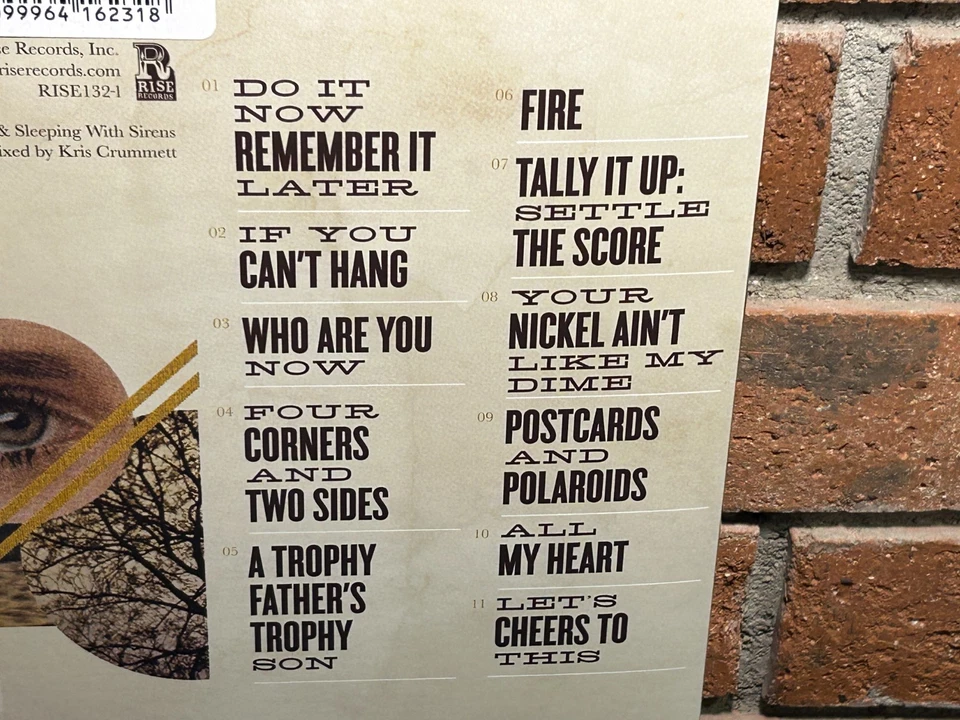 99964 162318
Records, Inc.
riserecords.com
RISE132-1
R
RISE
RECORDS
& Sleeping With Sirens
by Kris Crummett
01 DO IT
NOW
REMEMBER IT
LATER
02 IF YOU
CAN'T HANG
03 WHO ARE YOU
NOW
04 FOUR
CORNERS
AND
TWO SIDES
05 A TROPHY
FATHER'S
TROPHY
SON
06 FIRE
07 TALLY IT UP:
SETTLE
THE SCORE
08 YOUR
NICKEL AIN'T
LIKE MY
DIME
09 POSTCARDS
AND
POLAROIDS
10 ALL
MY HEART
11 LET'S
CHEERS TO
THIS